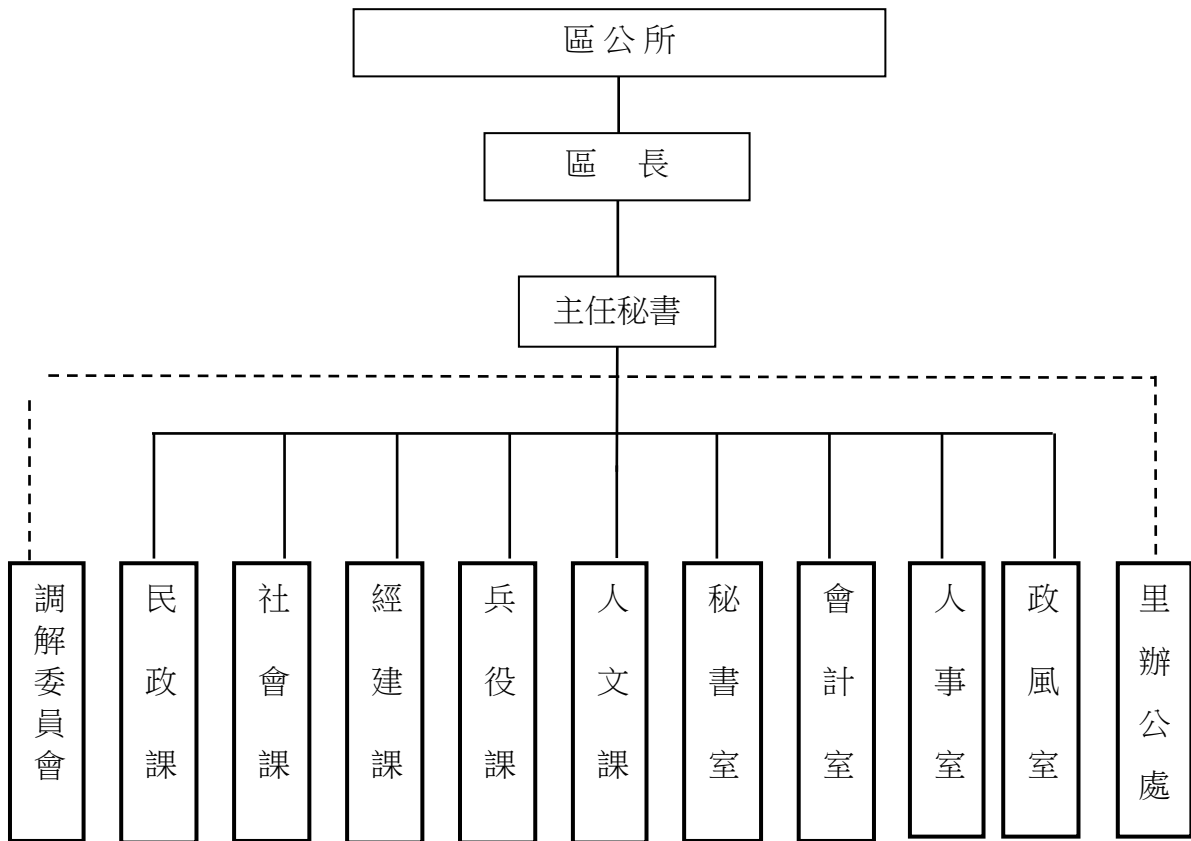 區公所
區 長
主任秘書
調解委員會
民政課
社會課
經建課
兵役課
人文課
秘書室
會計室
人事室
政風室
里辦公處